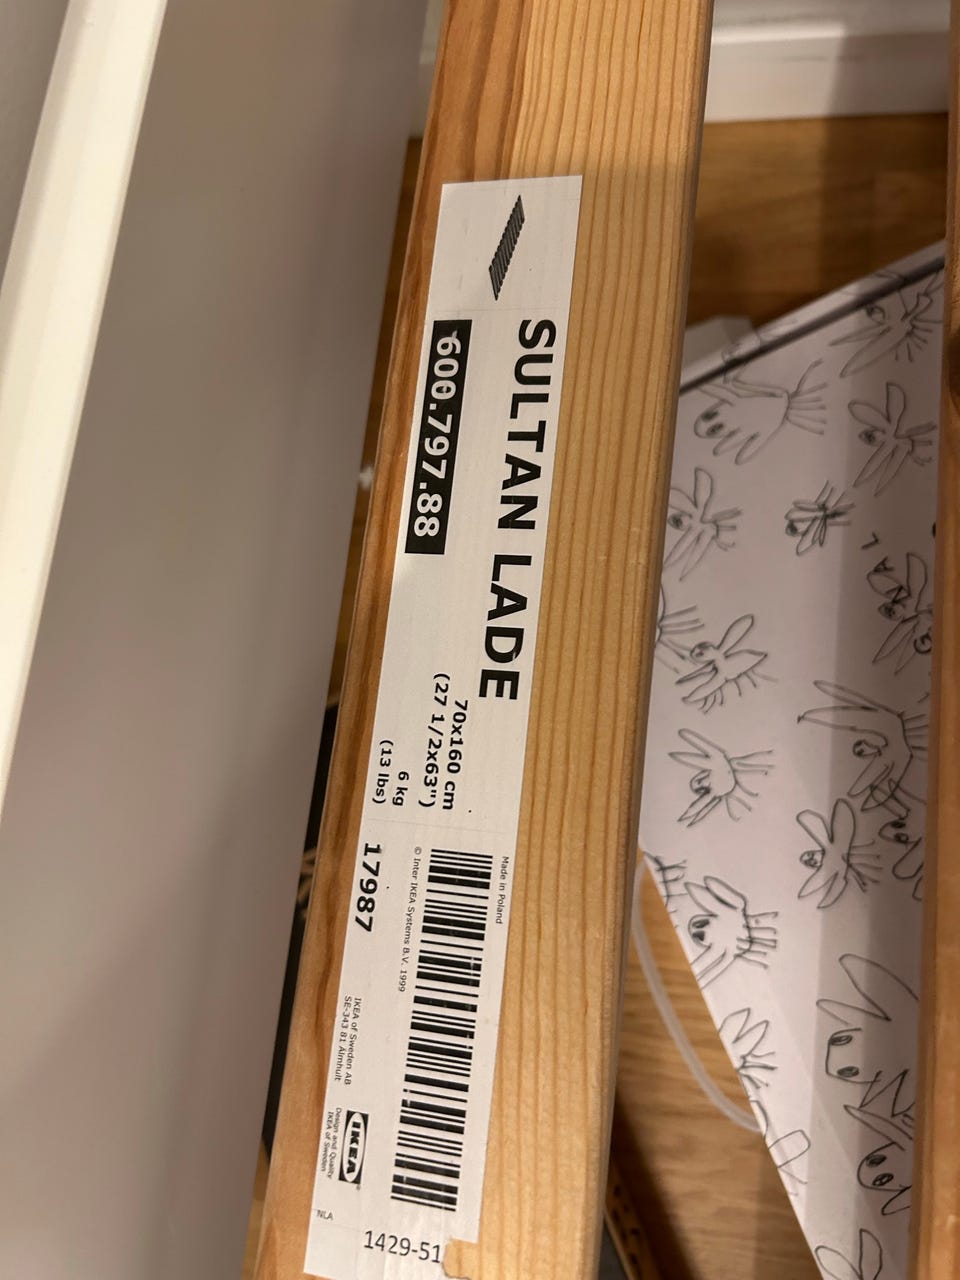 SULTAN LADE
600.797.88
70x160 cm
(27 1/2x63")
6 kg
(13 lbs)
Made in Poland
© Inter IKEA Systems B.V. 1999
17987
IKEA of Sweden AB
SE-343 81 Älmhult
IKEA
Design and Quality
IKEA of Sweden
NLA
1429-51